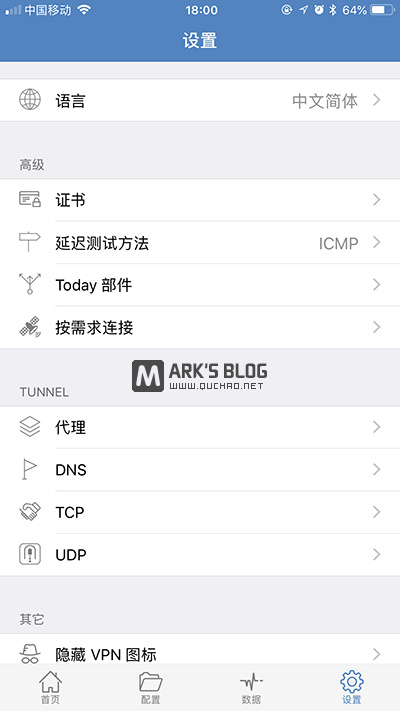 中国移动 18:00 64%
设置
语言 中文简体
高级
证书
延迟测试方法 ICMP
Today 部件
按需求连接
MARK'S BLOG
WWW.QUCHAO.NET
TUNNEL
代理
DNS
TCP
UDP
其它
隐藏 VPN 图标
首页 配置 数据 设置